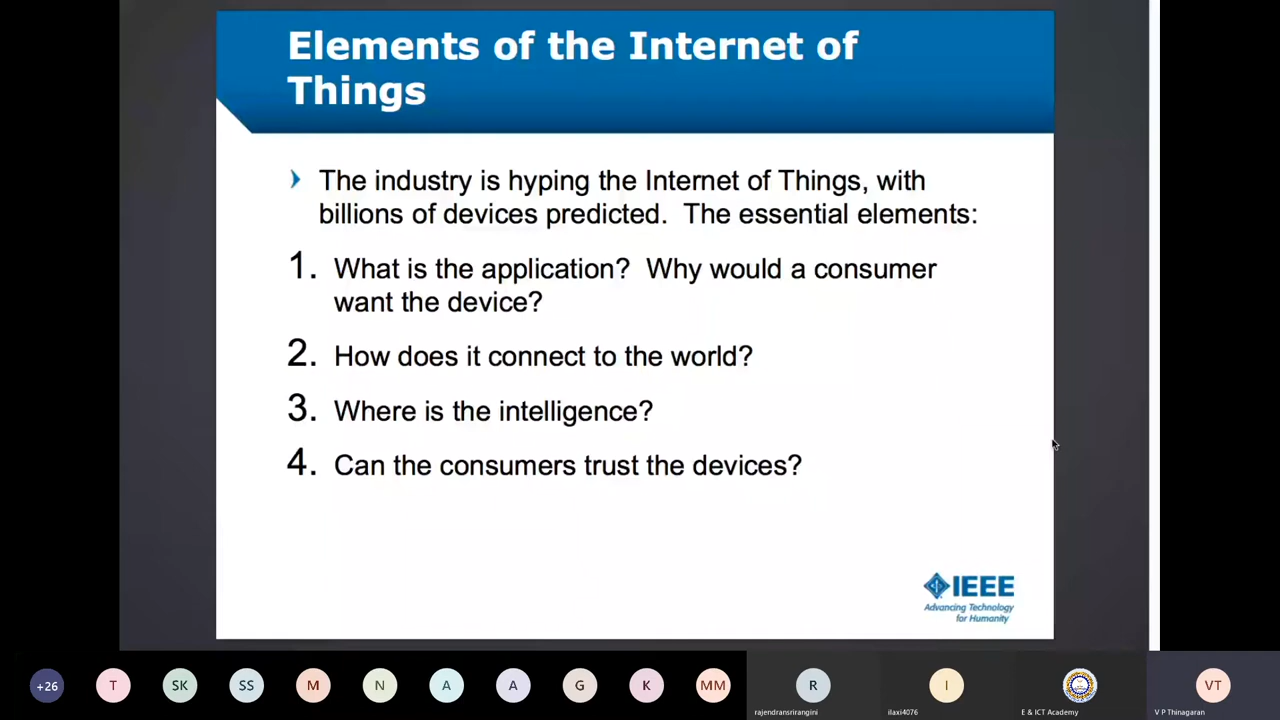 Elements of the Internet of
Things
The industry is hyping the Internet of Things, with
billions of devices predicted.  The essential elements:
1. What is the application?  Why would a consumer
want the device?
2. How does it connect to the world?
3. Where is the intelligence?
4. Can the consumers trust the devices?
IEEE
Advancing Technology
for Humanity
+26 T SK SS M N A A G K MM R I VT
rajendransrirangini ilaxi4076 E & ICT Academy V P Thinagaran